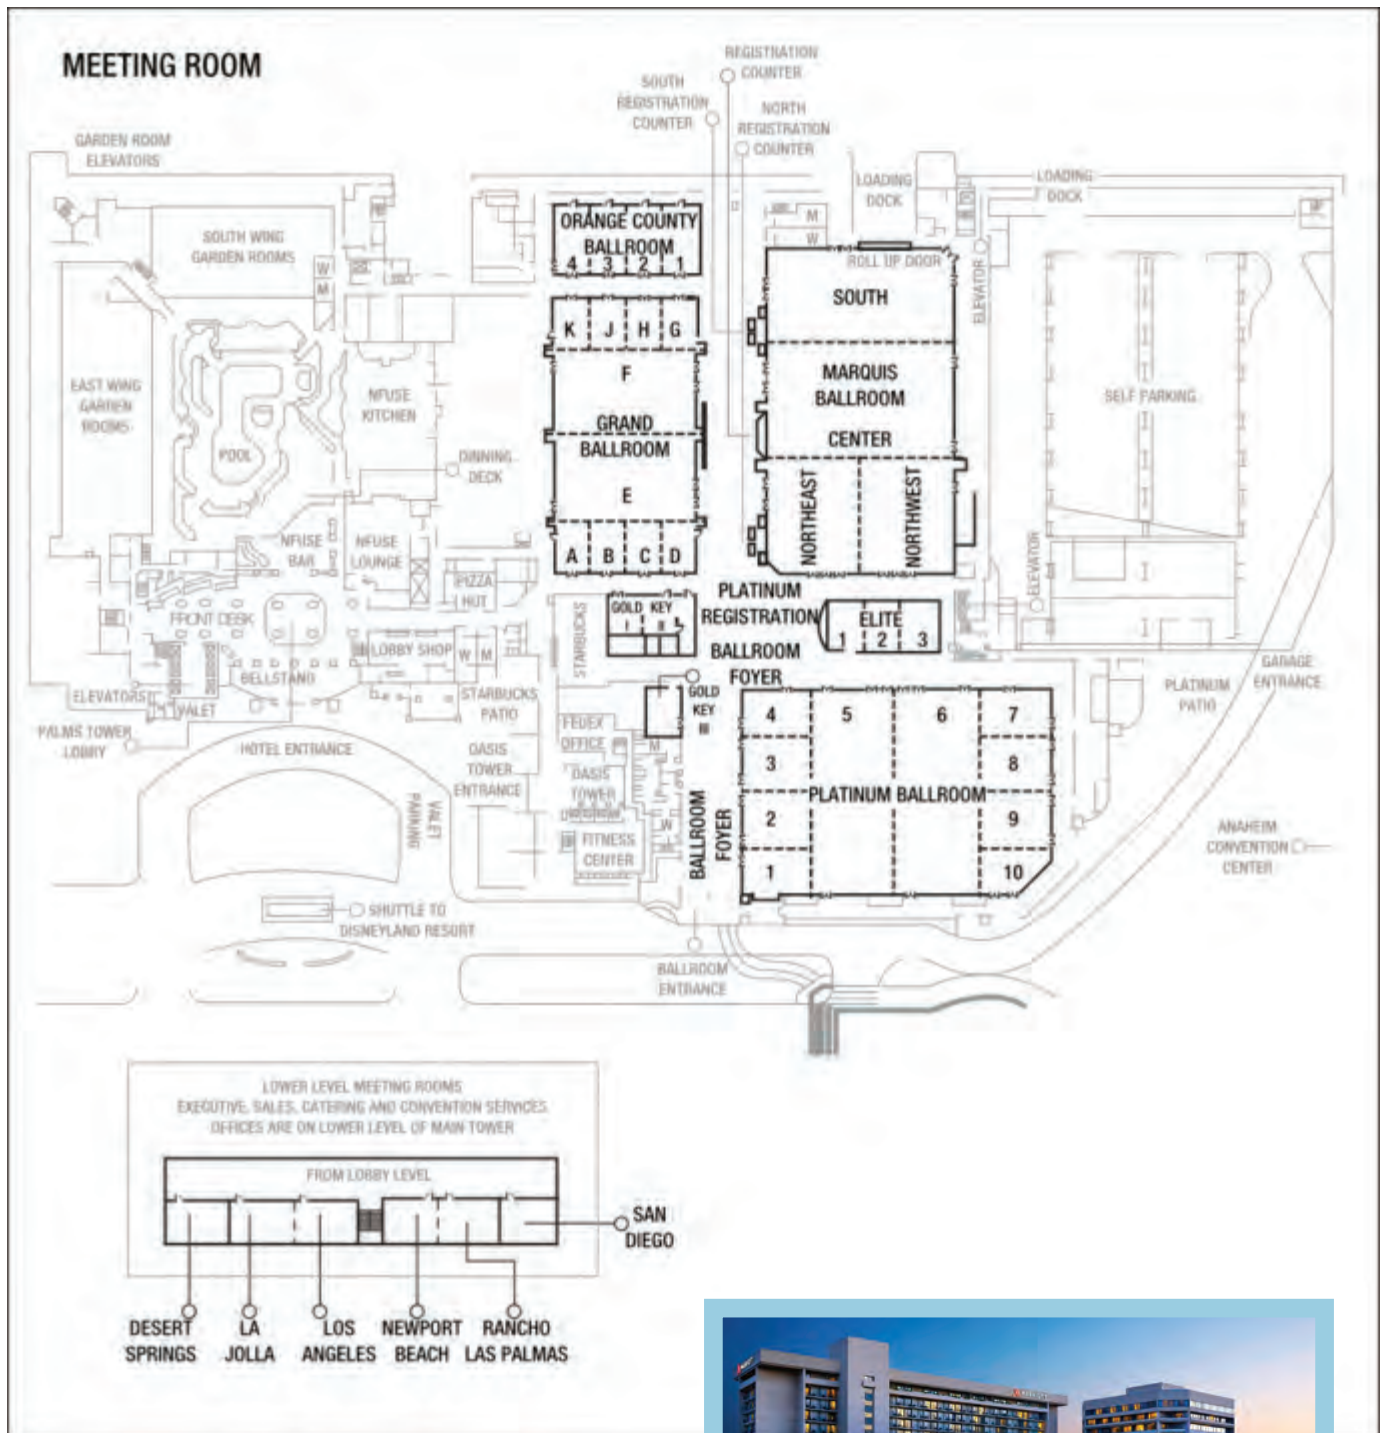 MEETING ROOM
REGISTRATION
COUNTER
SOUTH
REGISTRATION
COUNTER
NORTH
REGISTRATION
COUNTER
GARDEN ROOM
ELEVATORS
LOADING
DOCK
LOADING
DOCK
SOUTH WING
GARDEN ROOMS
W
M
ORANGE COUNTY
BALLROOM
4 3 2 1
M
W
ROLL UP DOOR
ELEVATOR
SOUTH
K J H G
F
GRAND
BALLROOM
E
A B C D
MARQUIS
BALLROOM
CENTER
NORTHEAST
NORTHWEST
SELF PARKING
EAST WING
GARDEN
ROOMS
POOL
NFUSE
KITCHEN
DINNING
DECK
NFUSE
BAR
NFUSE
LOUNGE
PIZZA
HUT
FRONT DESK
LOBBY SHOP
W M
BELLSTAND
ELEVATORS
VALET
PALMS TOWER
LOBBY
STARBUCKS
PATIO
STARBUCKS
GOLD KEY
I II
PLATINUM
REGISTRATION
BALLROOM
FOYER
ELITE
1 2 3
ELEVATOR
GARAGE
ENTRANCE
PLATINUM
PATIO
GOLD
KEY
III
HOTEL ENTRANCE
OASIS
TOWER
ENTRANCE
VALET
PARKING
FEDEX
OFFICE
M
OASIS
TOWER
W
FITNESS
CENTER
BALLROOM
FOYER
4 5 6 7
3 8
PLATINUM BALLROOM
2 9
1 10
ANAHEIM
CONVENTION
CENTER
SHUTTLE TO
DISNEYLAND RESORT
BALLROOM
ENTRANCE
LOWER LEVEL MEETING ROOMS
EXECUTIVE, SALES, CATERING AND CONVENTION SERVICES
OFFICES ARE ON LOWER LEVEL OF MAIN TOWER
FROM LOBBY LEVEL
SAN
DIEGO
DESERT
SPRINGS
LA
JOLLA
LOS
ANGELES
NEWPORT
BEACH
RANCHO
LAS PALMAS